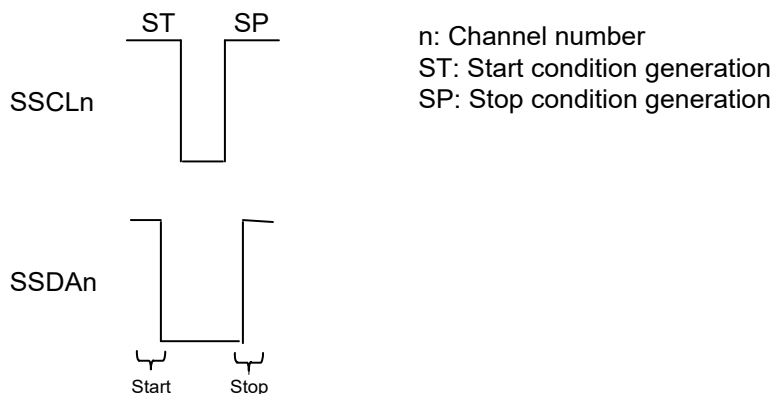 ST SP
n: Channel number
ST: Start condition generation
SP: Stop condition generation
SSCLn
SSDAn
Start Stop